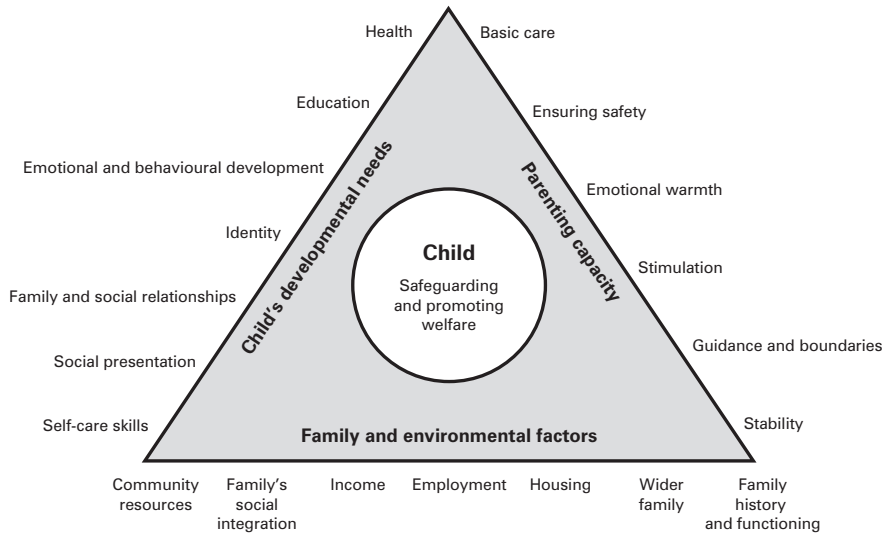 Health
Education
Emotional and behavioural development
Identity
Family and social relationships
Social presentation
Self-care skills
Child's developmental needs
Basic care
Ensuring safety
Emotional warmth
Stimulation
Guidance and boundaries
Stability
Parenting capacity
Child
Safeguarding
and promoting
welfare
Family and environmental factors
Community
resources
Family's
social
integration
Income
Employment
Housing
Wider
family
Family
history
and functioning